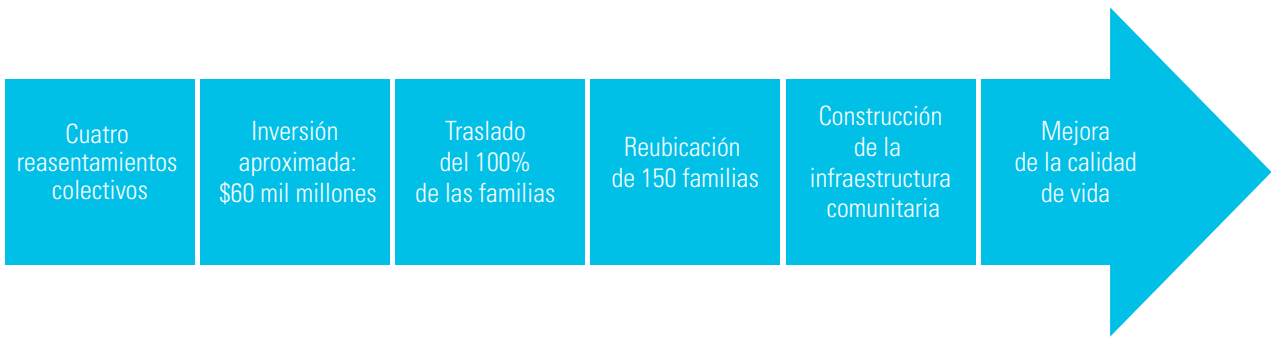 Cuatro
reasentamientos
colectivos
Inversión
aproximada:
$60 mil millones
Traslado
del 100%
de las familias
Reubicación
de 150 familias
Construcción
de la
infraestructura
comunitaria
Mejora
de la calidad
de vida